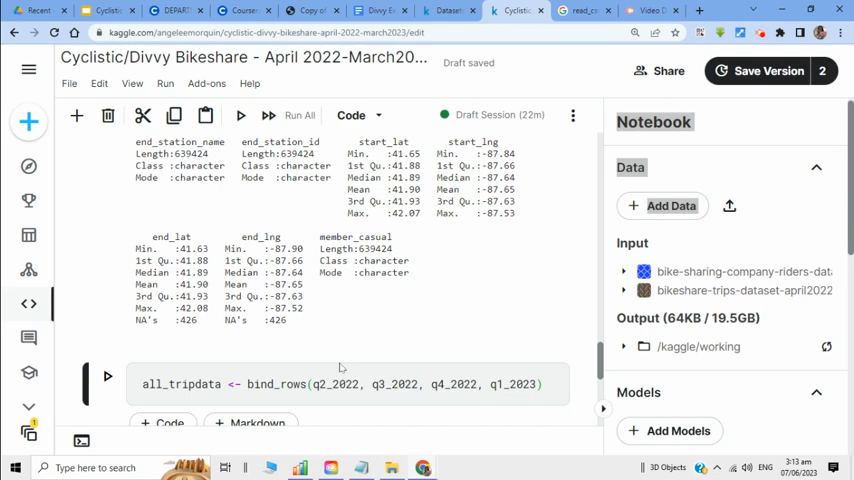 Recent
Cyclistic
DEPART
Course
Copy of
Divvy E
Datasets
Cyclistic
read_cs
Video D
kaggle.com/angeleemorquin/cyclistic-divvy-bikeshare-april-2022-march2023/edit
Cyclistic/Divvy Bikeshare - April 2022-March20...
Draft saved
Share
Save Version
2
File Edit View Run Add-ons Help
Run All
Code
Draft Session (22m)
end_station_name end_station_id start_lat start_lng
Length:639424 Length:639424 Min. :41.65 Min. :-87.84
Class :character Class :character 1st Qu.:41.88 1st Qu.:-87.66
Mode :character Mode :character Median :41.89 Median :-87.64
Mean :41.90 Mean :-87.65
3rd Qu.:41.93 3rd Qu.:-87.63
Max. :42.07 Max. :-87.53
end_lat end_lng member_casual
Min. :41.63 Min. :-87.90 Length:639424
1st Qu.:41.88 1st Qu.:-87.66 Class :character
Median :41.89 Median :-87.64 Mode :character
Mean :41.90 Mean :-87.65
3rd Qu.:41.93 3rd Qu.:-87.63
Max. :42.08 Max. :-87.52
NA's :426 NA's :426
all_tripdata <- bind_rows(q2_2022, q3_2022, q4_2022, q1_2023)
+ Code + Markdown
Notebook
Data
+ Add Data
Input
bike-sharing-company-riders-data
bikeshare-trips-dataset-april2022
Output (64KB / 19.5GB)
/kaggle/working
Models
+ Add Models
Type here to search
3D Objects
ENG
3:13 pm
07/06/2023